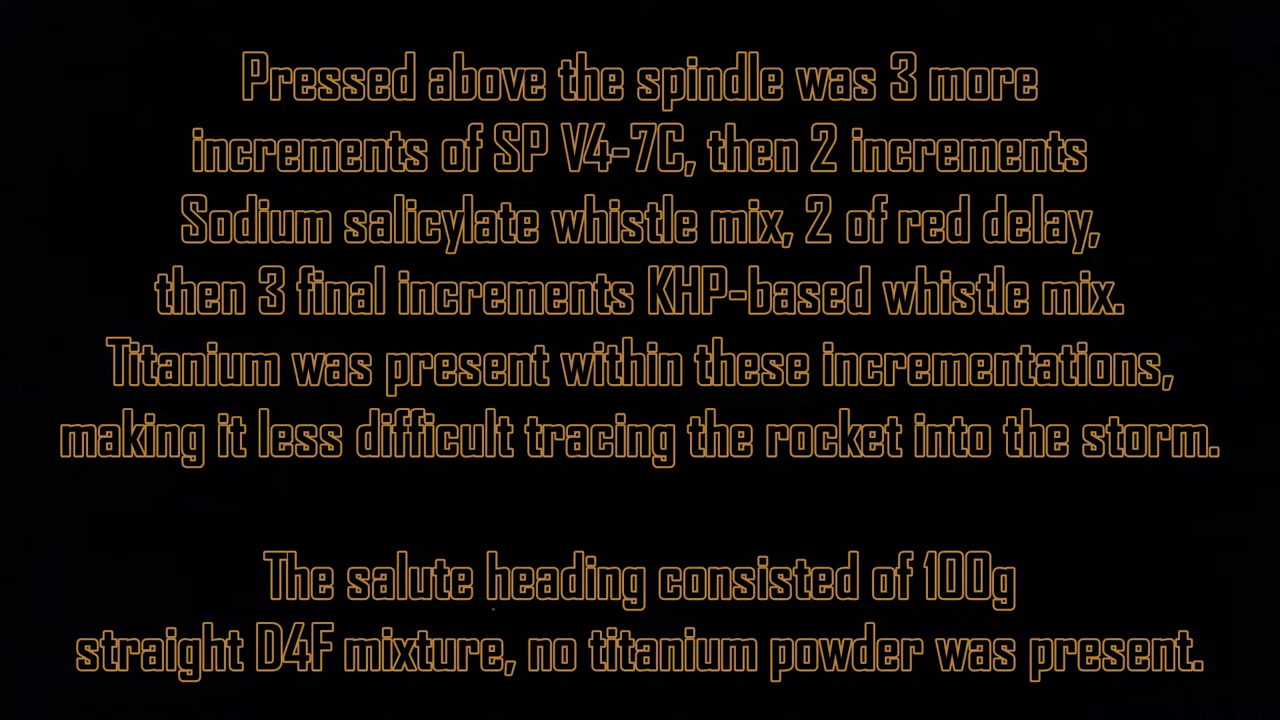 Pressed above the spindle was 3 more
increments of SP V4-7C, then 2 increments
Sodium salicylate whistle mix, 2 of red delay,
then 3 final increments KHP-based whistle mix.
Titanium was present within these incrementations,
making it less difficult tracing the rocket into the storm.
The salute heading consisted of 100g
straight D4F mixture, no titanium powder was present.